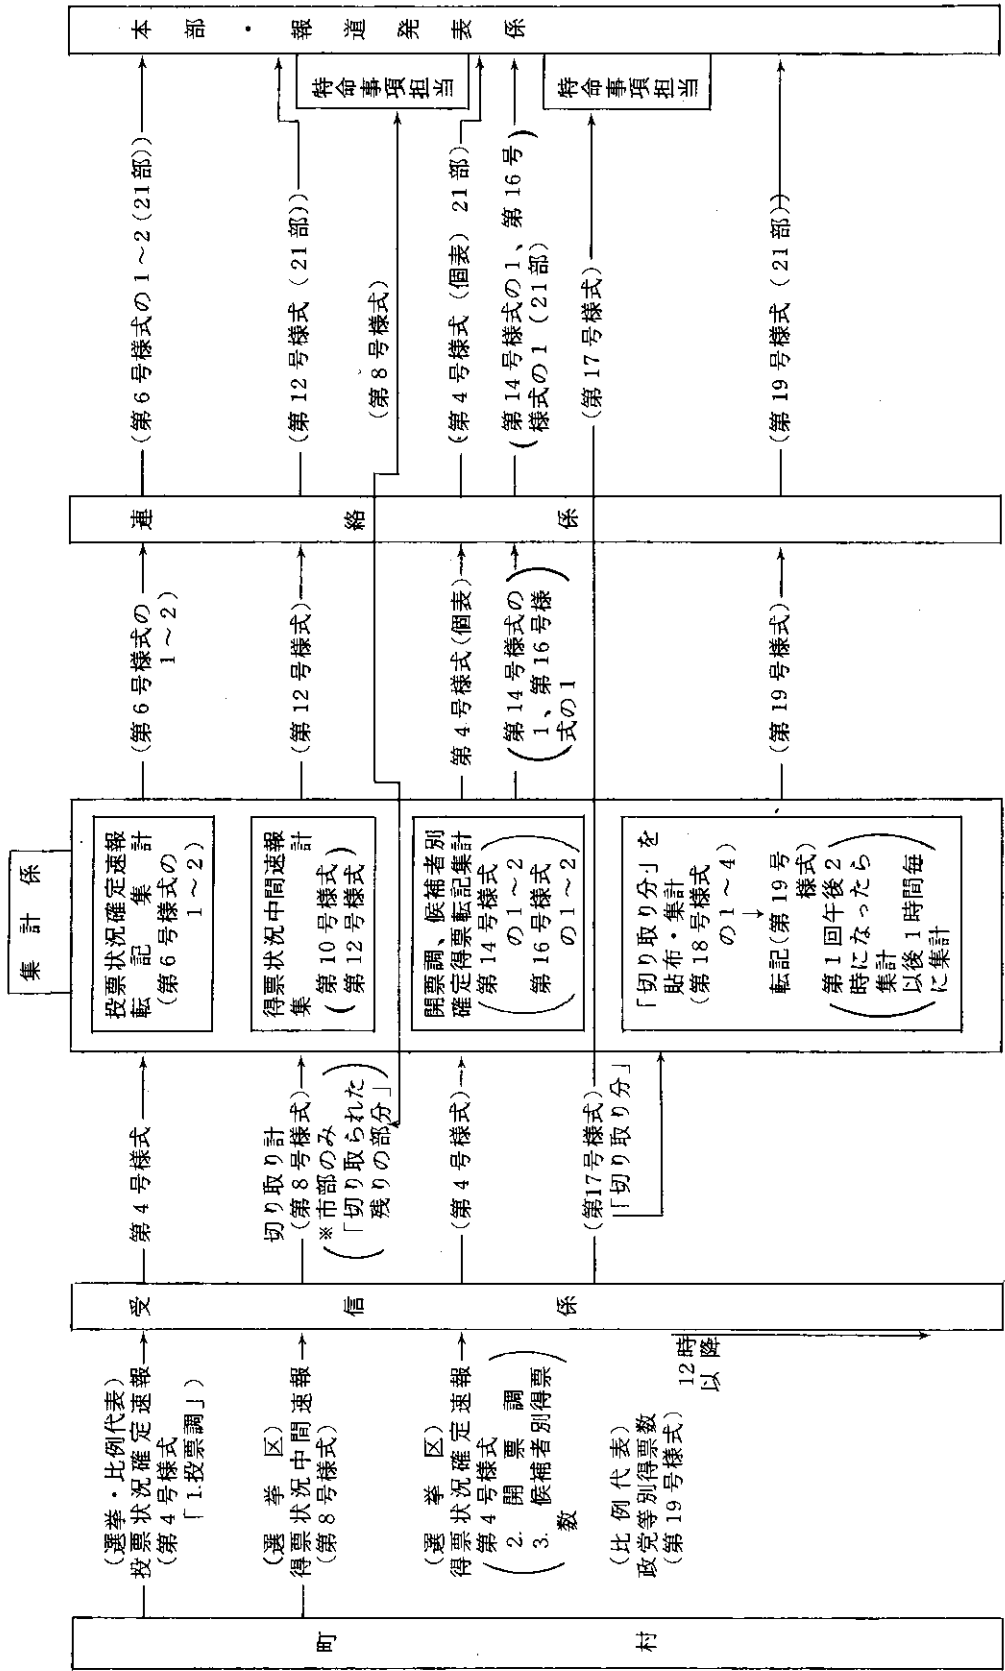 町村
(選挙・比例代表)
投票状況確定速報
(第4号様式
「1.投票調」)
(選挙区)
得票状況中間速報
(第8号様式)
(選挙区)
得票状況確定速報
(第4号様式
2. 開票調
3. 候補者別得票
数)
(比例代表)
政党等別得票数
(第19号様式)
受信係
12時
以降
第4号様式
切り取り計
(第8号様式)
※市部のみ
(「切り取られた
残りの部分」)
(第4号様式)
(第17号様式)
「切り取り分」
集計係
投票状況確定速報
転記集計
(第6号様式の
1~2)
得票状況中間速報
集計
(第10号様式)
(第12号様式)
開票調、候補者別
確定得票転記集計
(第14号様式
の1~2)
(第16号様式
の1~2)
「切り取り分」を
貼布・集計
(第18号様式
の1~4)
↓
転記(第19号
様式)
(第1回午後2
時になったら
集計
以後1時間毎
に集計)
(第6号様式の
1~2)
(第12号様式)
第4号様式(個表)
(第14号様式の
1、第16号様
式の1)
(第19号様式)
連絡係
(第6号様式の1~2(21部))
(第12号様式(21部))
(第8号様式)
(第4号様式(個表)21部)
(第14号様式の1、第16号
様式の1(21部))
(第17号様式)
(第19号様式(21部))
特命事項担当
特命事項担当
本部・報道発表係